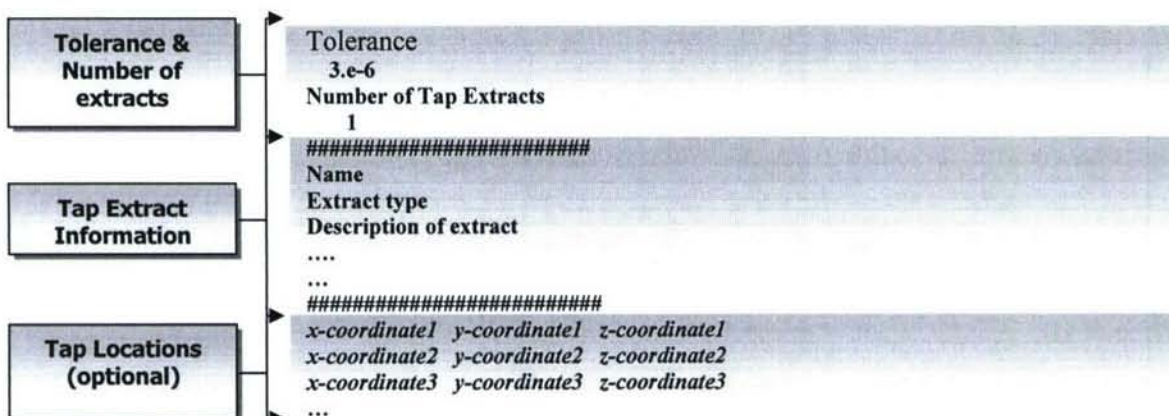 Tolerance &
Number of
extracts
Tolerance
3.e-6
Number of Tap Extracts
1
#########################
Tap Extract
Information
Name
Extract type
Description of extract
....
...
##########################
Tap Locations
(optional)
x-coordinate1 y-coordinate1 z-coordinate1
x-coordinate2 y-coordinate2 z-coordinate2
x-coordinate3 y-coordinate3 z-coordinate3
...